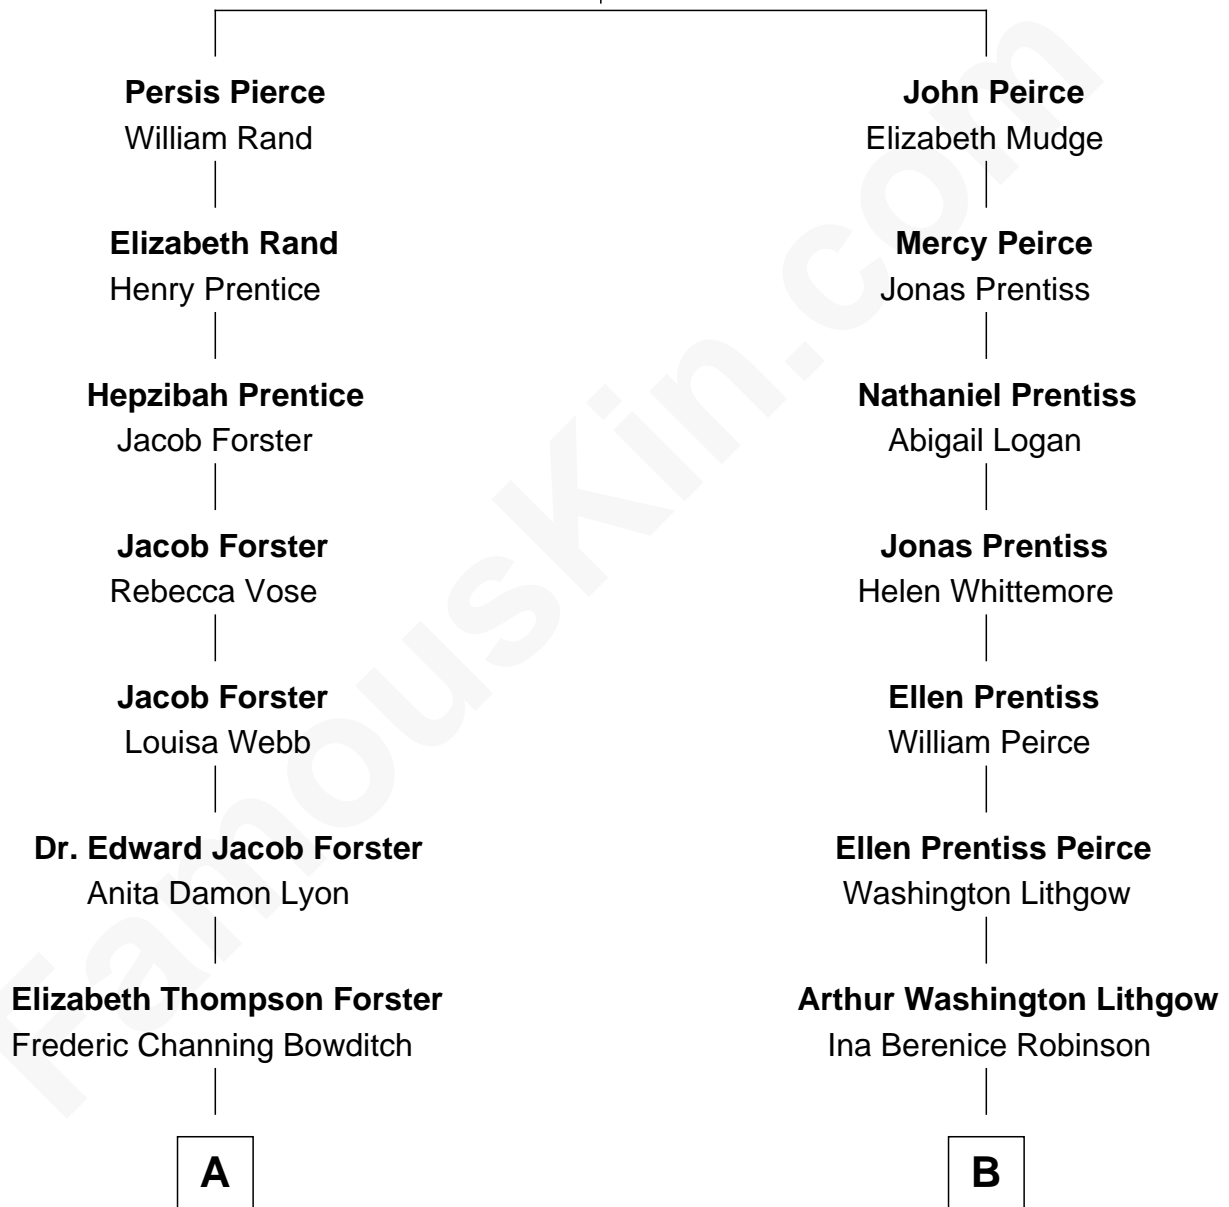 Persis Pierce
William Rand
Elizabeth Rand
Henry Prentice
Hepzibah Prentice
Jacob Forster
Jacob Forster
Rebecca Vose
Jacob Forster
Louisa Webb
Dr. Edward Jacob Forster
Anita Damon Lyon
Elizabeth Thompson Forster
Frederic Channing Bowditch
A
John Peirce
Elizabeth Mudge
Mercy Peirce
Jonas Prentiss
Nathaniel Prentiss
Abigail Logan
Jonas Prentiss
Helen Whittemore
Ellen Prentiss
William Peirce
Ellen Prentiss Peirce
Washington Lithgow
Arthur Washington Lithgow
Ina Berenice Robinson
B
FamousKin.com